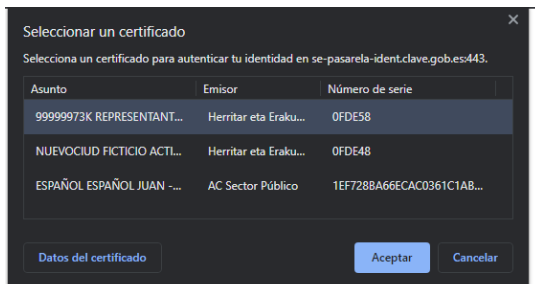 Seleccionar un certificado
Selecciona un certificado para autenticar tu identidad en se-pasarela-ident.clave.gob.es:443.
Asunto Emisor Número de serie
99999973K REPRESENTANT... Herritar eta Eraku... 0FDE58
NUEVOCIUD FICTICIO ACTI... Herritar eta Eraku... 0FDE48
ESPAÑOL ESPAÑOL JUAN -... AC Sector Público 1EF728BA66ECAC0361C1AB...
Datos del certificado Aceptar Cancelar